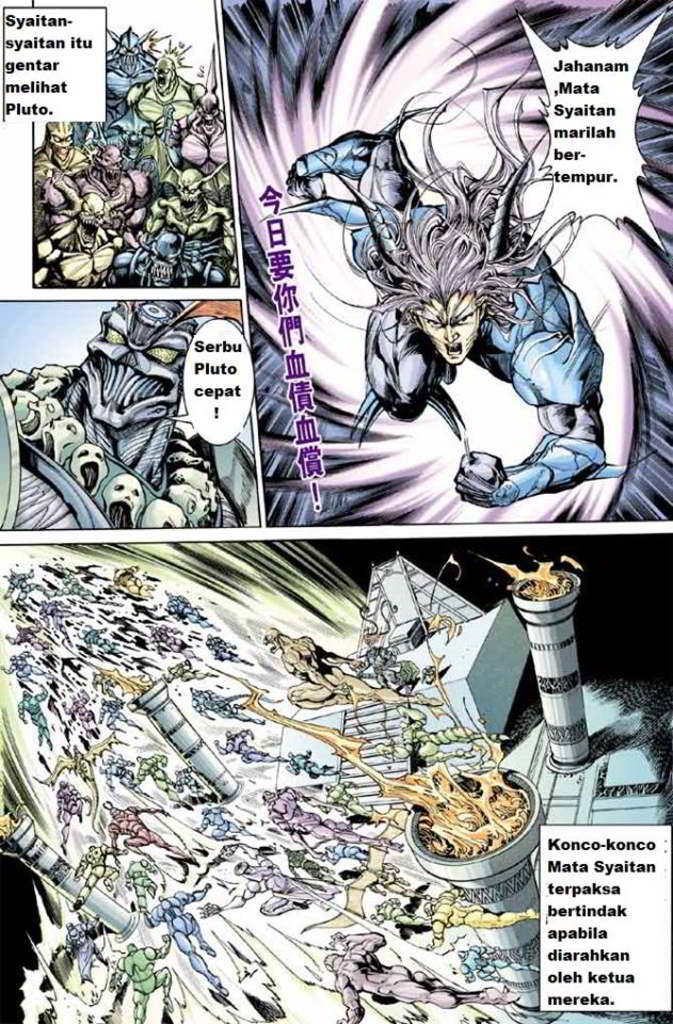 Syaitan-
syaitan itu
gentar
melihat
Pluto.
Jahanam
,Mata
Syaitan
marilah
ber-
tempur.
今日要你們血債血償！
Serbu
Pluto
cepat
!
Konco-konco
Mata Syaitan
terpaksa
bertindak
apabila
diarahkan
oleh ketua
mereka.